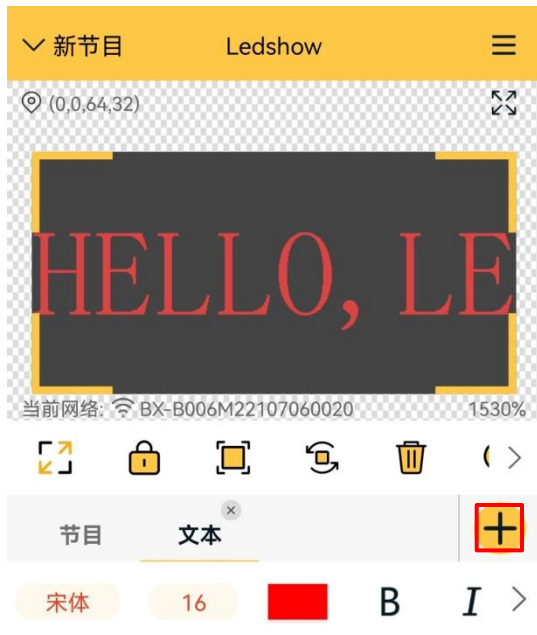 新节目 Ledshow
(0,0,64,32)
HELLO, LE
当前网络: BX-B006M22107060020 1530%
节目 文本
宋体 16 B I